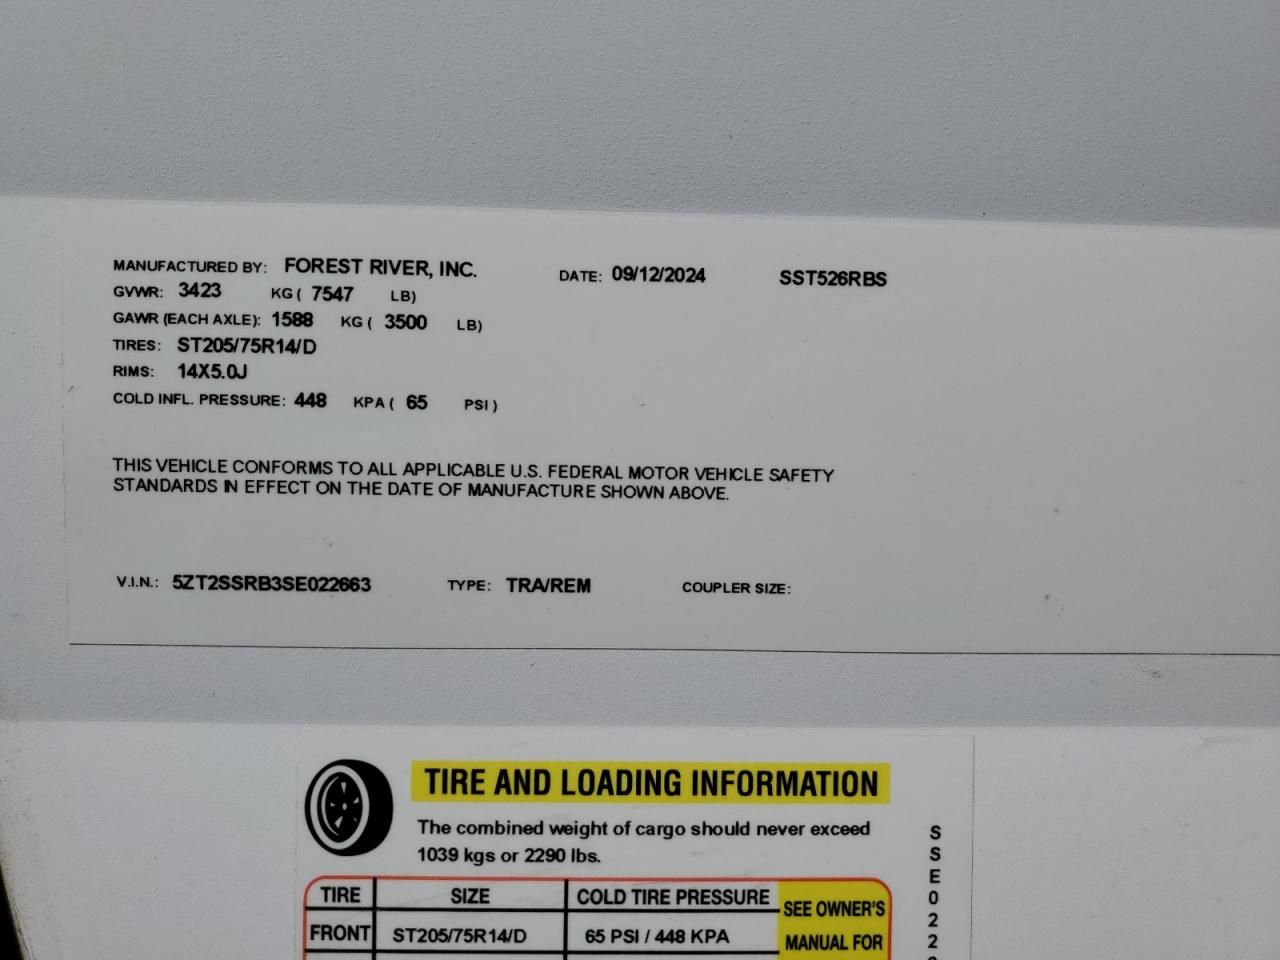 MANUFACTURED BY: FOREST RIVER, INC. DATE: 09/12/2024 SST526RBS
GVWR: 3423 KG ( 7547 LB)
GAWR (EACH AXLE): 1588 KG ( 3500 LB)
TIRES: ST205/75R14/D
RIMS: 14X5.0J
COLD INFL. PRESSURE: 448 KPA ( 65 PSI )
THIS VEHICLE CONFORMS TO ALL APPLICABLE U.S. FEDERAL MOTOR VEHICLE SAFETY
STANDARDS IN EFFECT ON THE DATE OF MANUFACTURE SHOWN ABOVE.
V.I.N.: 5ZT2SSRB3SE022663 TYPE: TRA/REM COUPLER SIZE:
TIRE AND LOADING INFORMATION
The combined weight of cargo should never exceed
1039 kgs or 2290 lbs.
TIRE SIZE COLD TIRE PRESSURE SEE OWNER'S
FRONT ST205/75R14/D 65 PSI / 448 KPA MANUAL FOR
SSE022